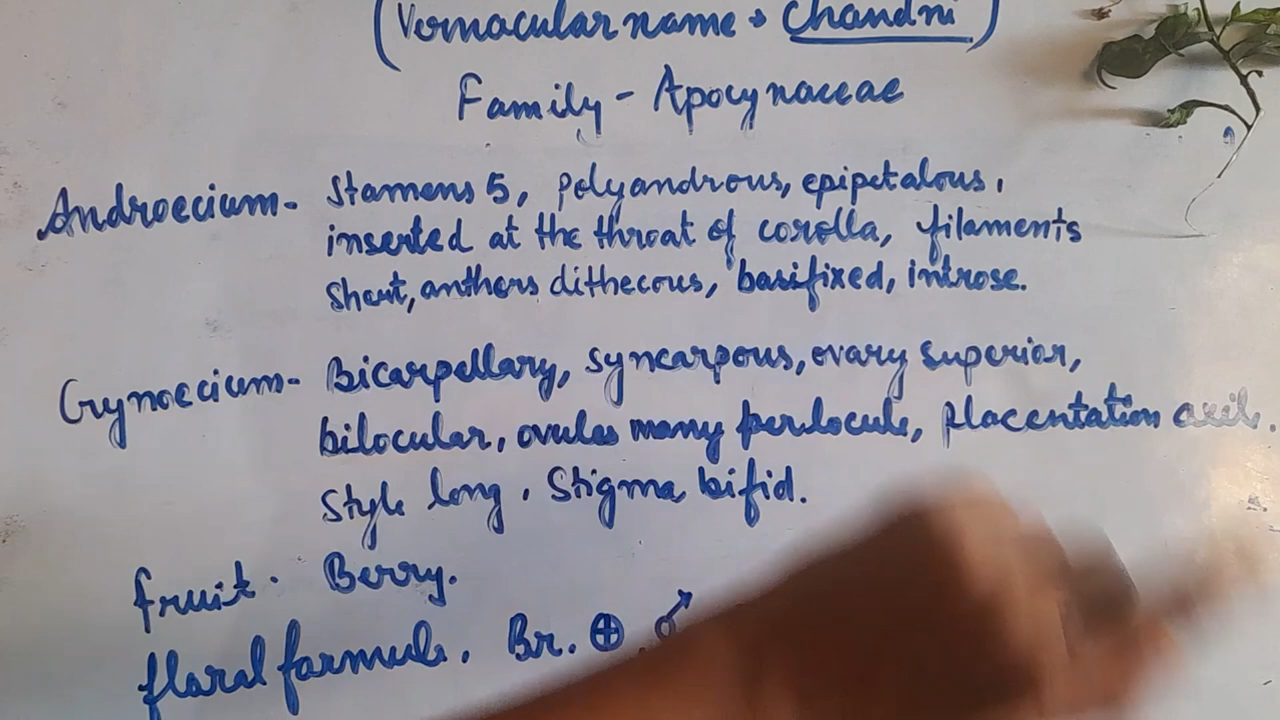 (Vernacular name → Chandni)
Family - Apocynaceae
Androecium- Stamens 5, polyandrous, epipetalous,
inserted at the throat of corolla, filaments
short, anthers dithecous, basifixed, introse.
Gynoecium- Bicarpellary, syncarpous, ovary superior,
bilocular, ovules many per locule, placentation axile.
Style long, Stigma bifid.
fruit. Berry.
floral formula. Br. ⊕ ♂